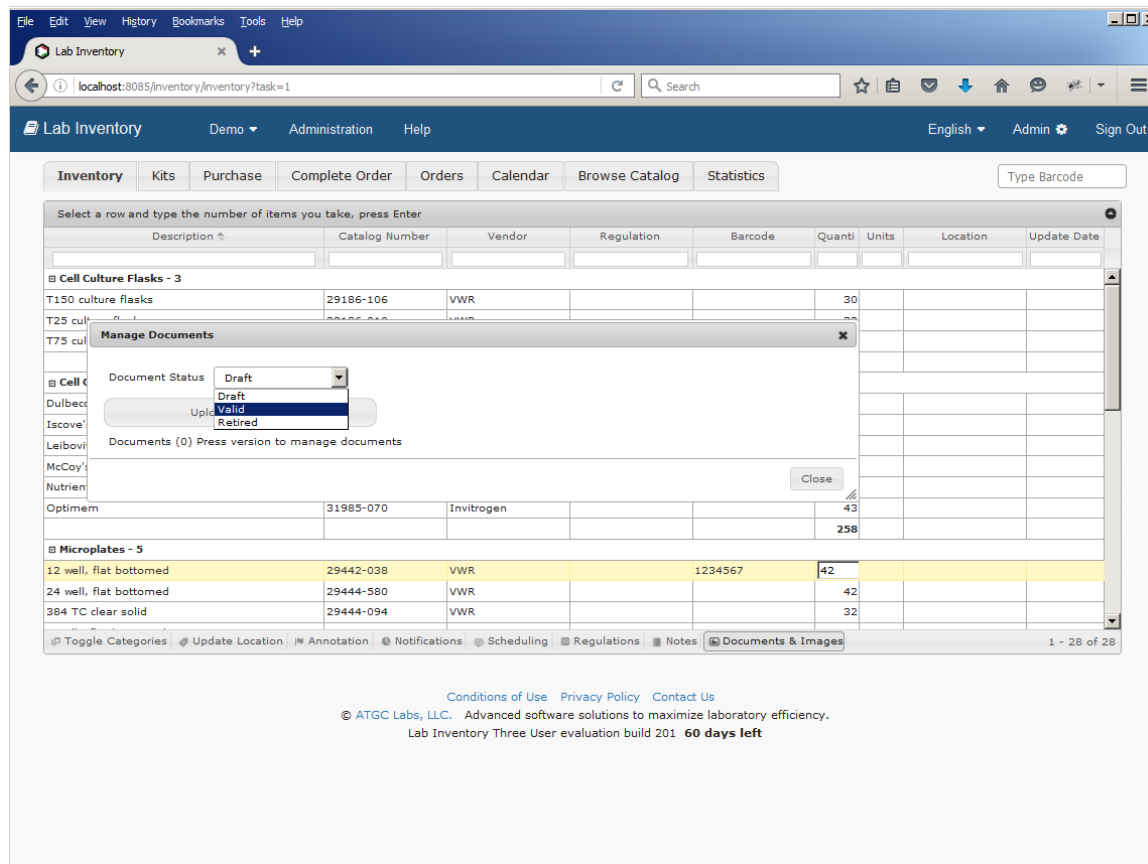 File Edit View History Bookmarks Tools Help
Lab Inventory
localhost:8085/inventory/inventory?task=1 Search
Lab Inventory Demo Administration Help English Admin Sign Out
Inventory Kits Purchase Complete Order Orders Calendar Browse Catalog Statistics Type Barcode
Select a row and type the number of items you take, press Enter
Description Catalog Number Vendor Regulation Barcode Quanti Units Location Update Date
Cell Culture Flasks - 3
T150 culture flasks 29186-106 VWR 30
T25 cul
Manage Documents
T75 cul
Document Status Draft
Cell C
Draft
Dulbecc
Uplo Valid
Iscove'
Retired
Leibovi
Documents (0) Press version to manage documents
McCoy's
Close
Nutrien
Optimem 31985-070 Invitrogen 43
258
Microplates - 5
12 well, flat bottomed 29442-038 VWR 1234567 42
24 well, flat bottomed 29444-580 VWR 42
384 TC clear solid 29444-094 VWR 32
Toggle Categories Update Location Annotation Notifications Scheduling Regulations Notes Documents & Images 1 - 28 of 28
Conditions of Use Privacy Policy Contact Us
© ATGC Labs, LLC. Advanced software solutions to maximize laboratory efficiency.
Lab Inventory Three User evaluation build 201 60 days left